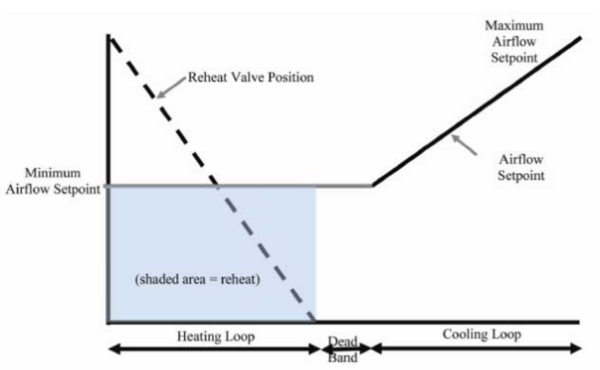 Maximum
Airflow
Setpoint
Reheat Valve Position
Minimum
Airflow Setpoint
Airflow
Setpoint
(shaded area = reheat)
Heating Loop
Dead
Band
Cooling Loop